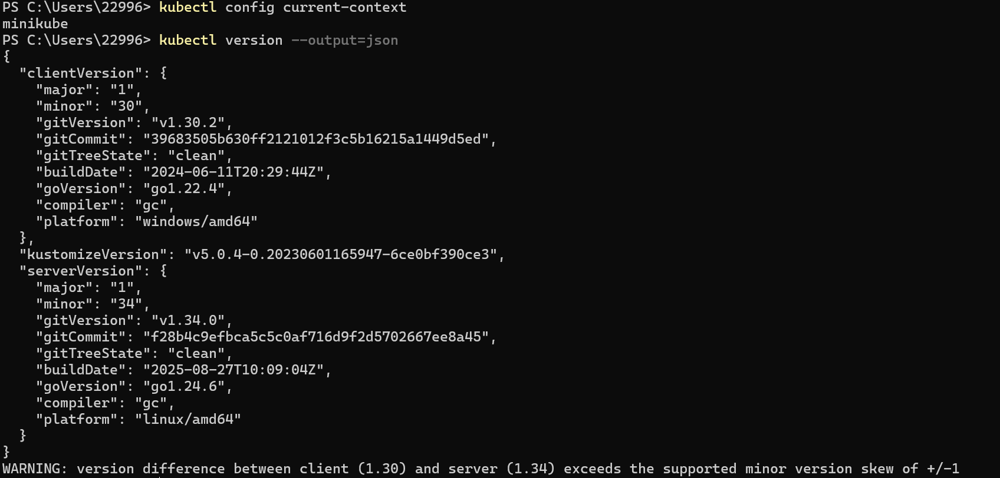 PS C:\Users\22996> kubectl config current-context
minikube
PS C:\Users\22996> kubectl version --output=json
{
  "clientVersion": {
    "major": "1",
    "minor": "30",
    "gitVersion": "v1.30.2",
    "gitCommit": "39683505b630ff2121012f3c5b16215a1449d5ed",
    "gitTreeState": "clean",
    "buildDate": "2024-06-11T20:29:44Z",
    "goVersion": "go1.22.4",
    "compiler": "gc",
    "platform": "windows/amd64"
  },
  "kustomizeVersion": "v5.0.4-0.20230601165947-6ce0bf390ce3",
  "serverVersion": {
    "major": "1",
    "minor": "34",
    "gitVersion": "v1.34.0",
    "gitCommit": "f28b4c9efbca5c5c0af716d9f2d5702667ee8a45",
    "gitTreeState": "clean",
    "buildDate": "2025-08-27T10:09:04Z",
    "goVersion": "go1.24.6",
    "compiler": "gc",
    "platform": "linux/amd64"
  }
}
WARNING: version difference between client (1.30) and server (1.34) exceeds the supported minor version skew of +/-1